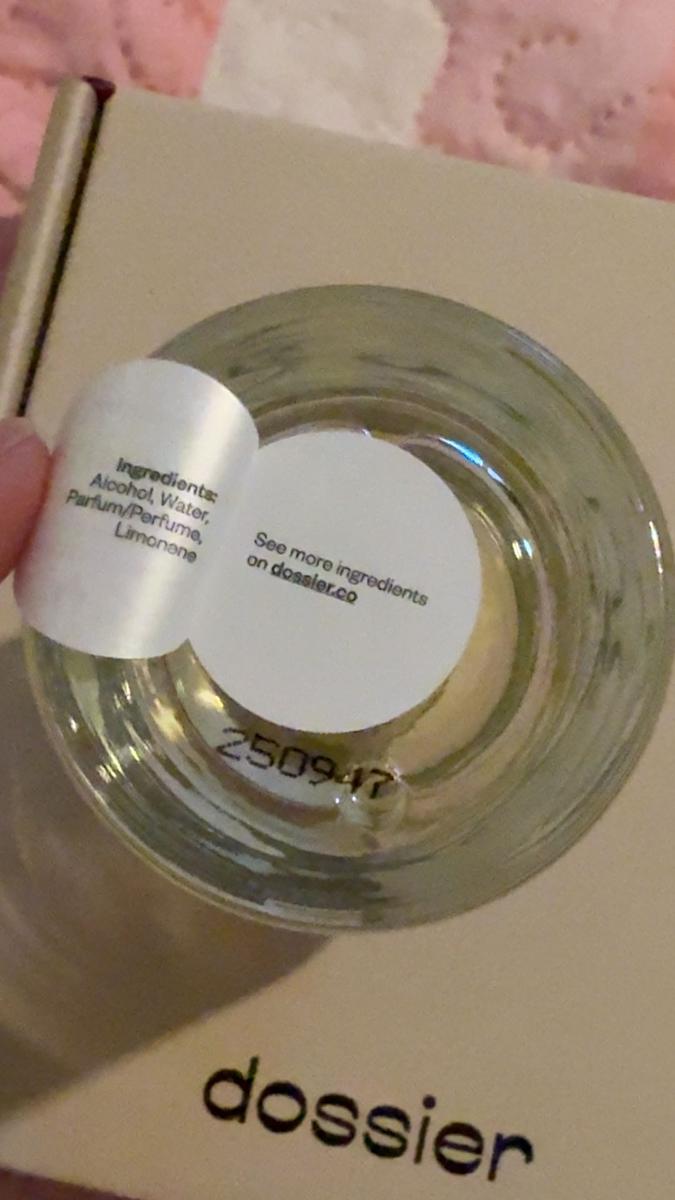 Ingredients:
Alcohol, Water,
Parfum/Perfume,
Limonene
See more ingredients
on dossier.co
250947
dossier